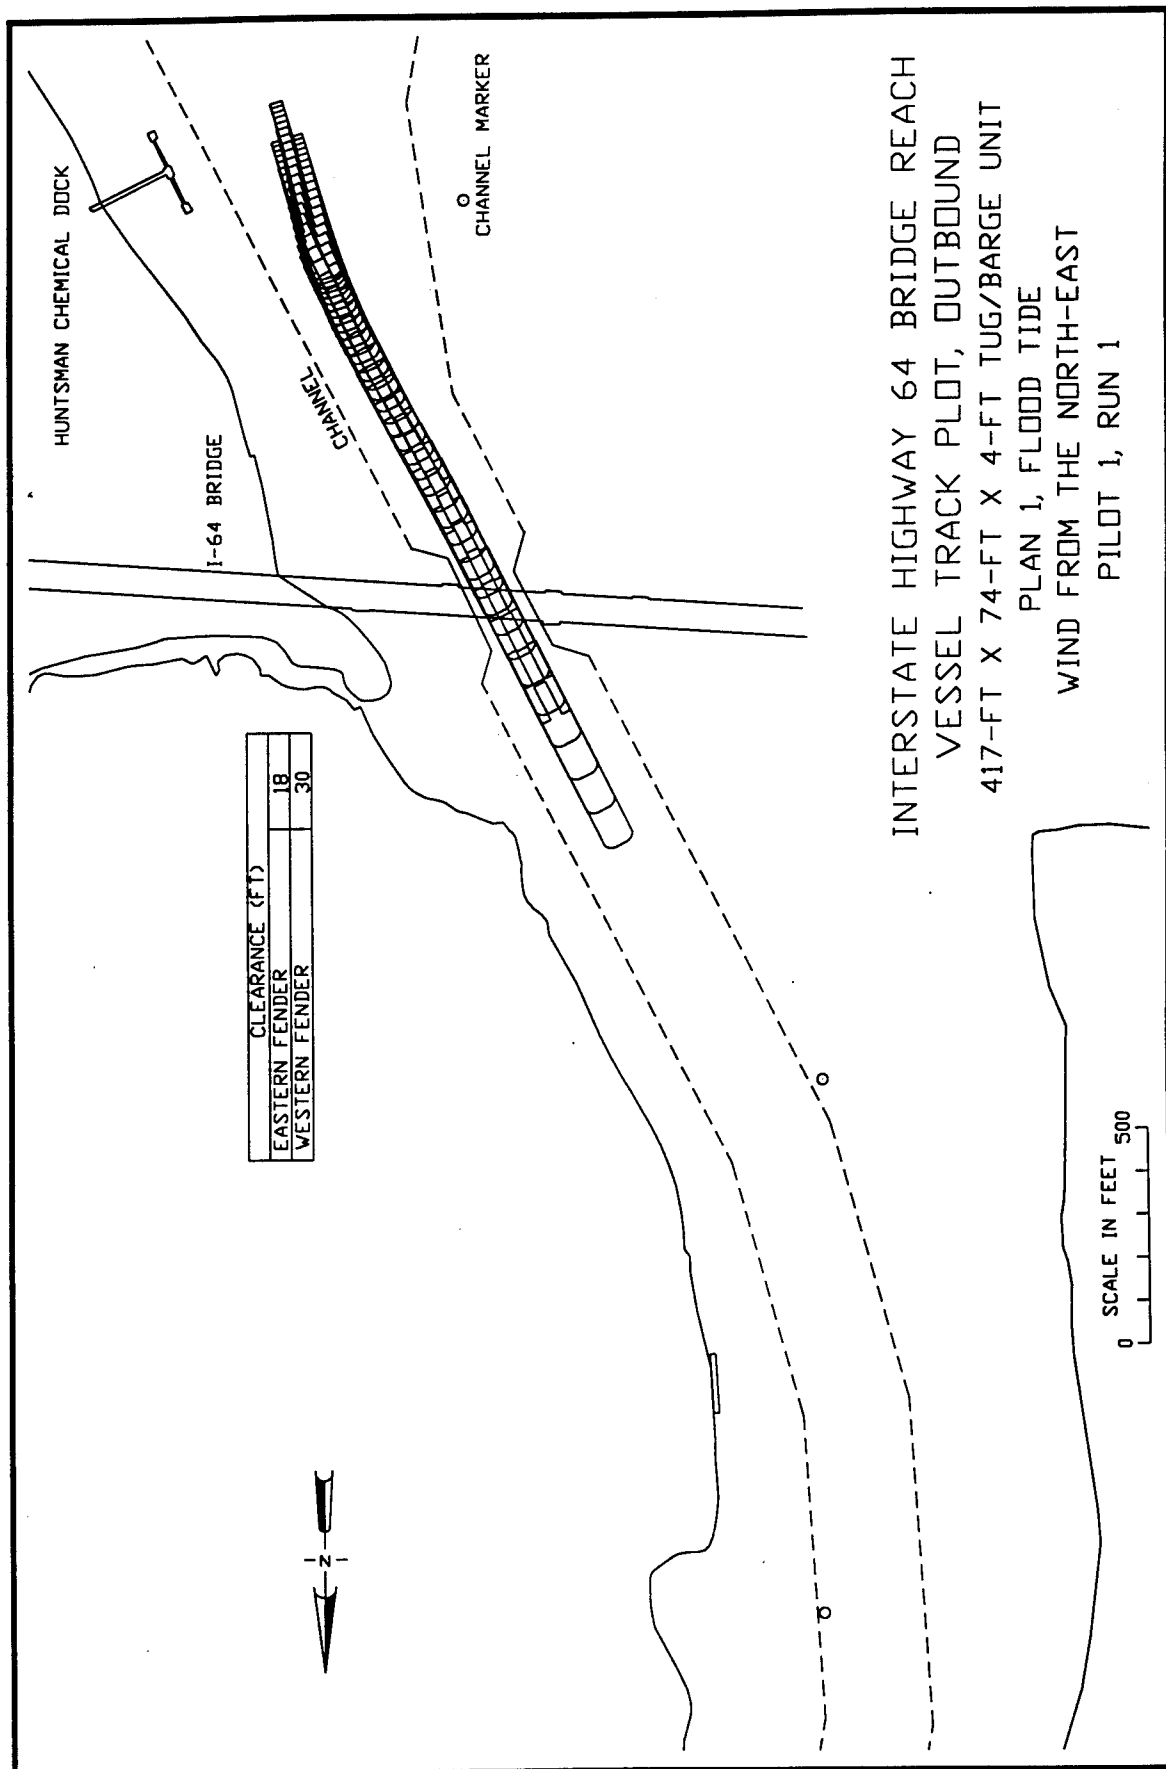 HUNTSMAN CHEMICAL DOCK
I-64 BRIDGE
CHANNEL
CHANNEL MARKER
CLEARANCE (FT)
EASTERN FENDER 18
WESTERN FENDER 30
N
SCALE IN FEET
0 500
INTERSTATE HIGHWAY 64 BRIDGE REACH
VESSEL TRACK PLOT, OUTBOUND
417-FT X 74-FT X 4-FT TUG/BARGE UNIT
PLAN 1, FLOOD TIDE
WIND FROM THE NORTH-EAST
PILOT 1, RUN 1